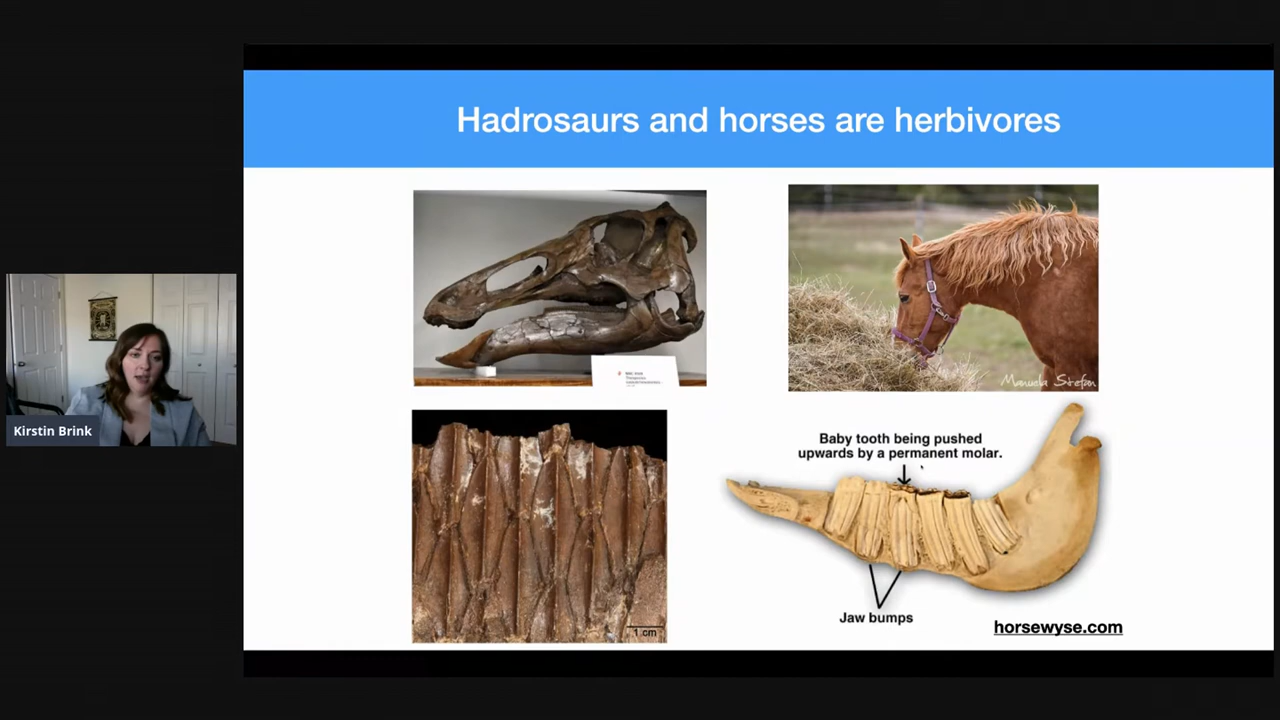 Hadrosaurs and horses are herbivores
Manuela Stefan
Kirstin Brink
Baby tooth being pushed
upwards by a permanent molar.
Jaw bumps
1 cm
horsewyse.com